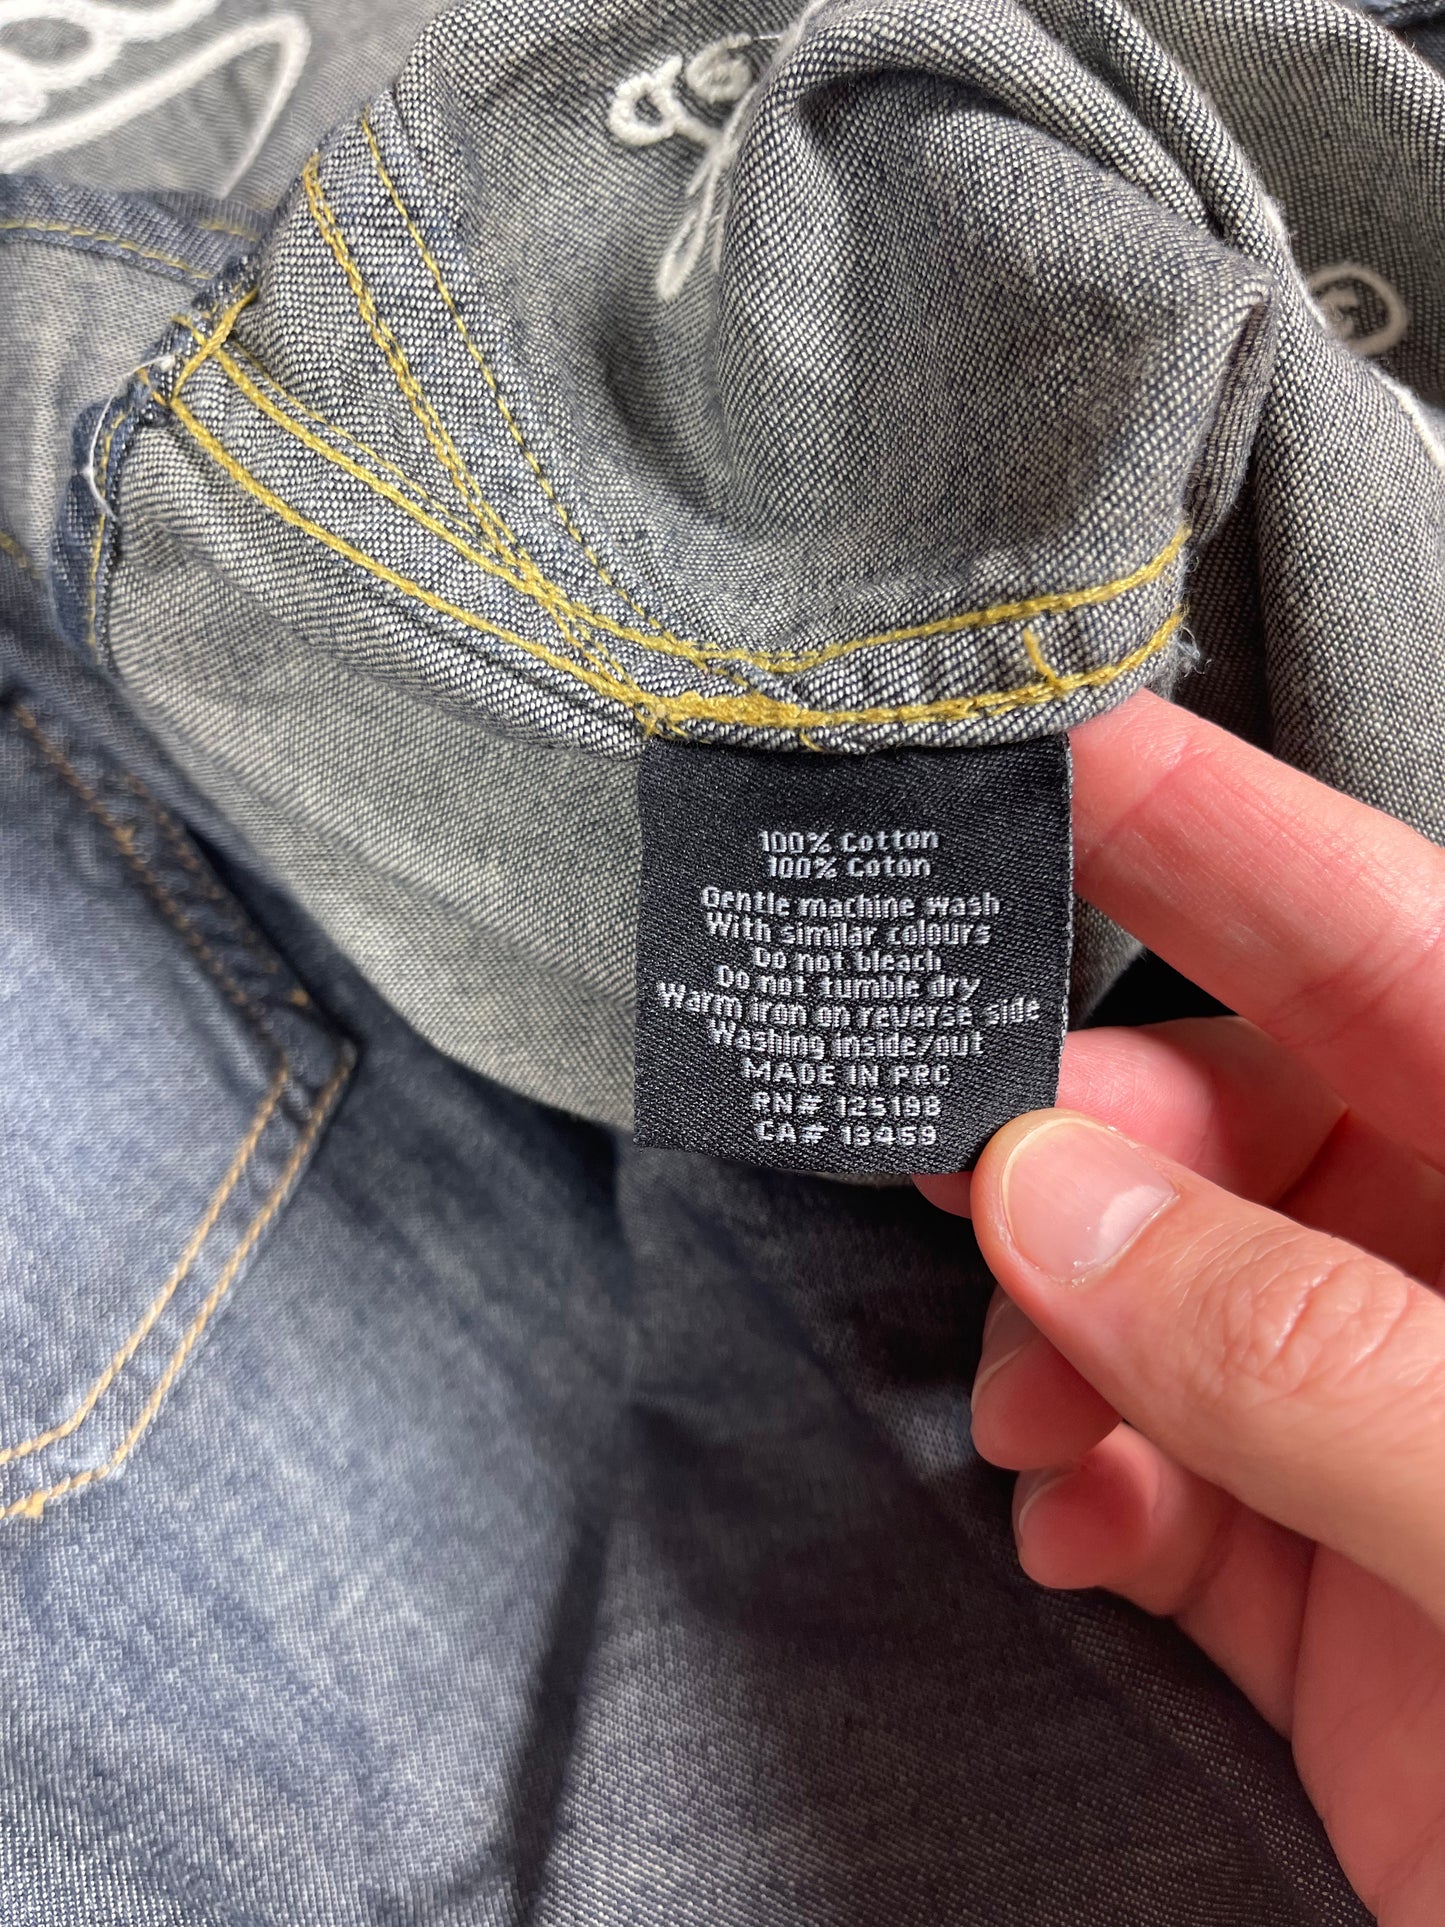 100% Cotton
100% Coton
Gentle machine wash
With similar colours
Do not bleach
Do not tumble dry
Warm iron on reverse side
Washing inside/out
MADE IN PRC
RN# 125198
CA# 13459